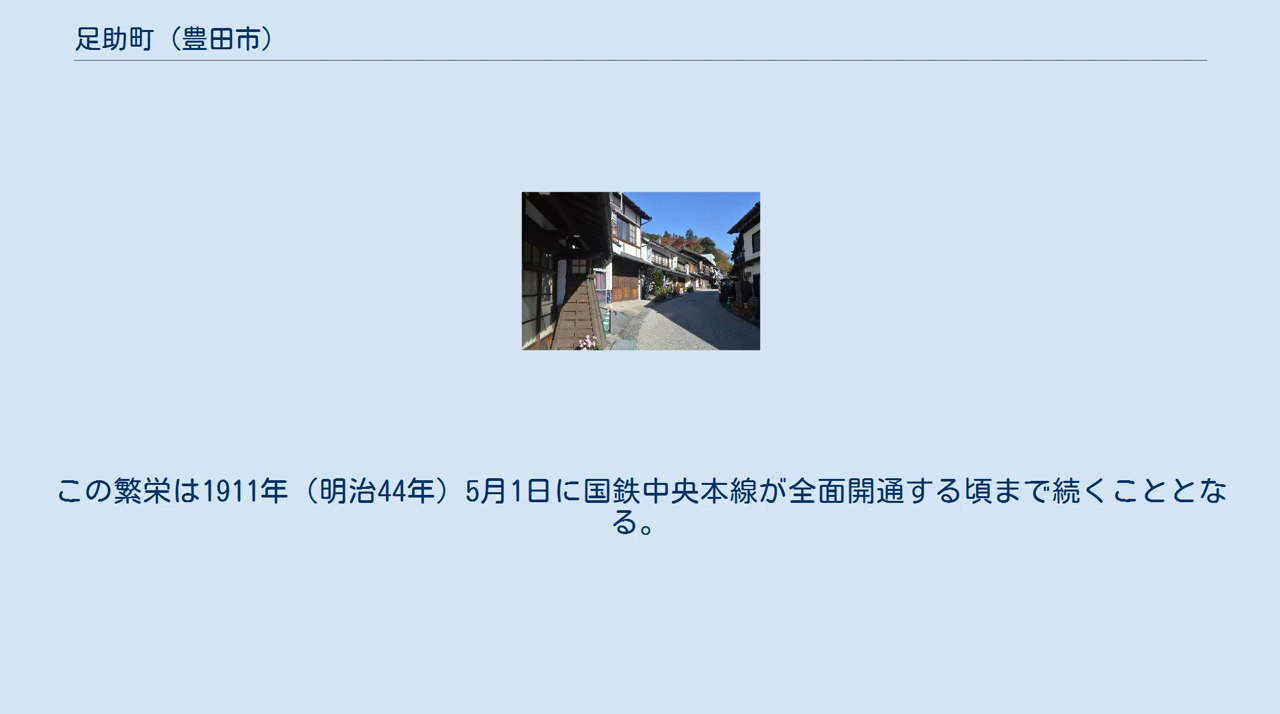 足助町（豊田市）
この繁栄は1911年（明治44年）5月1日に国鉄中央本線が全面開通する頃まで続くこととな
る。